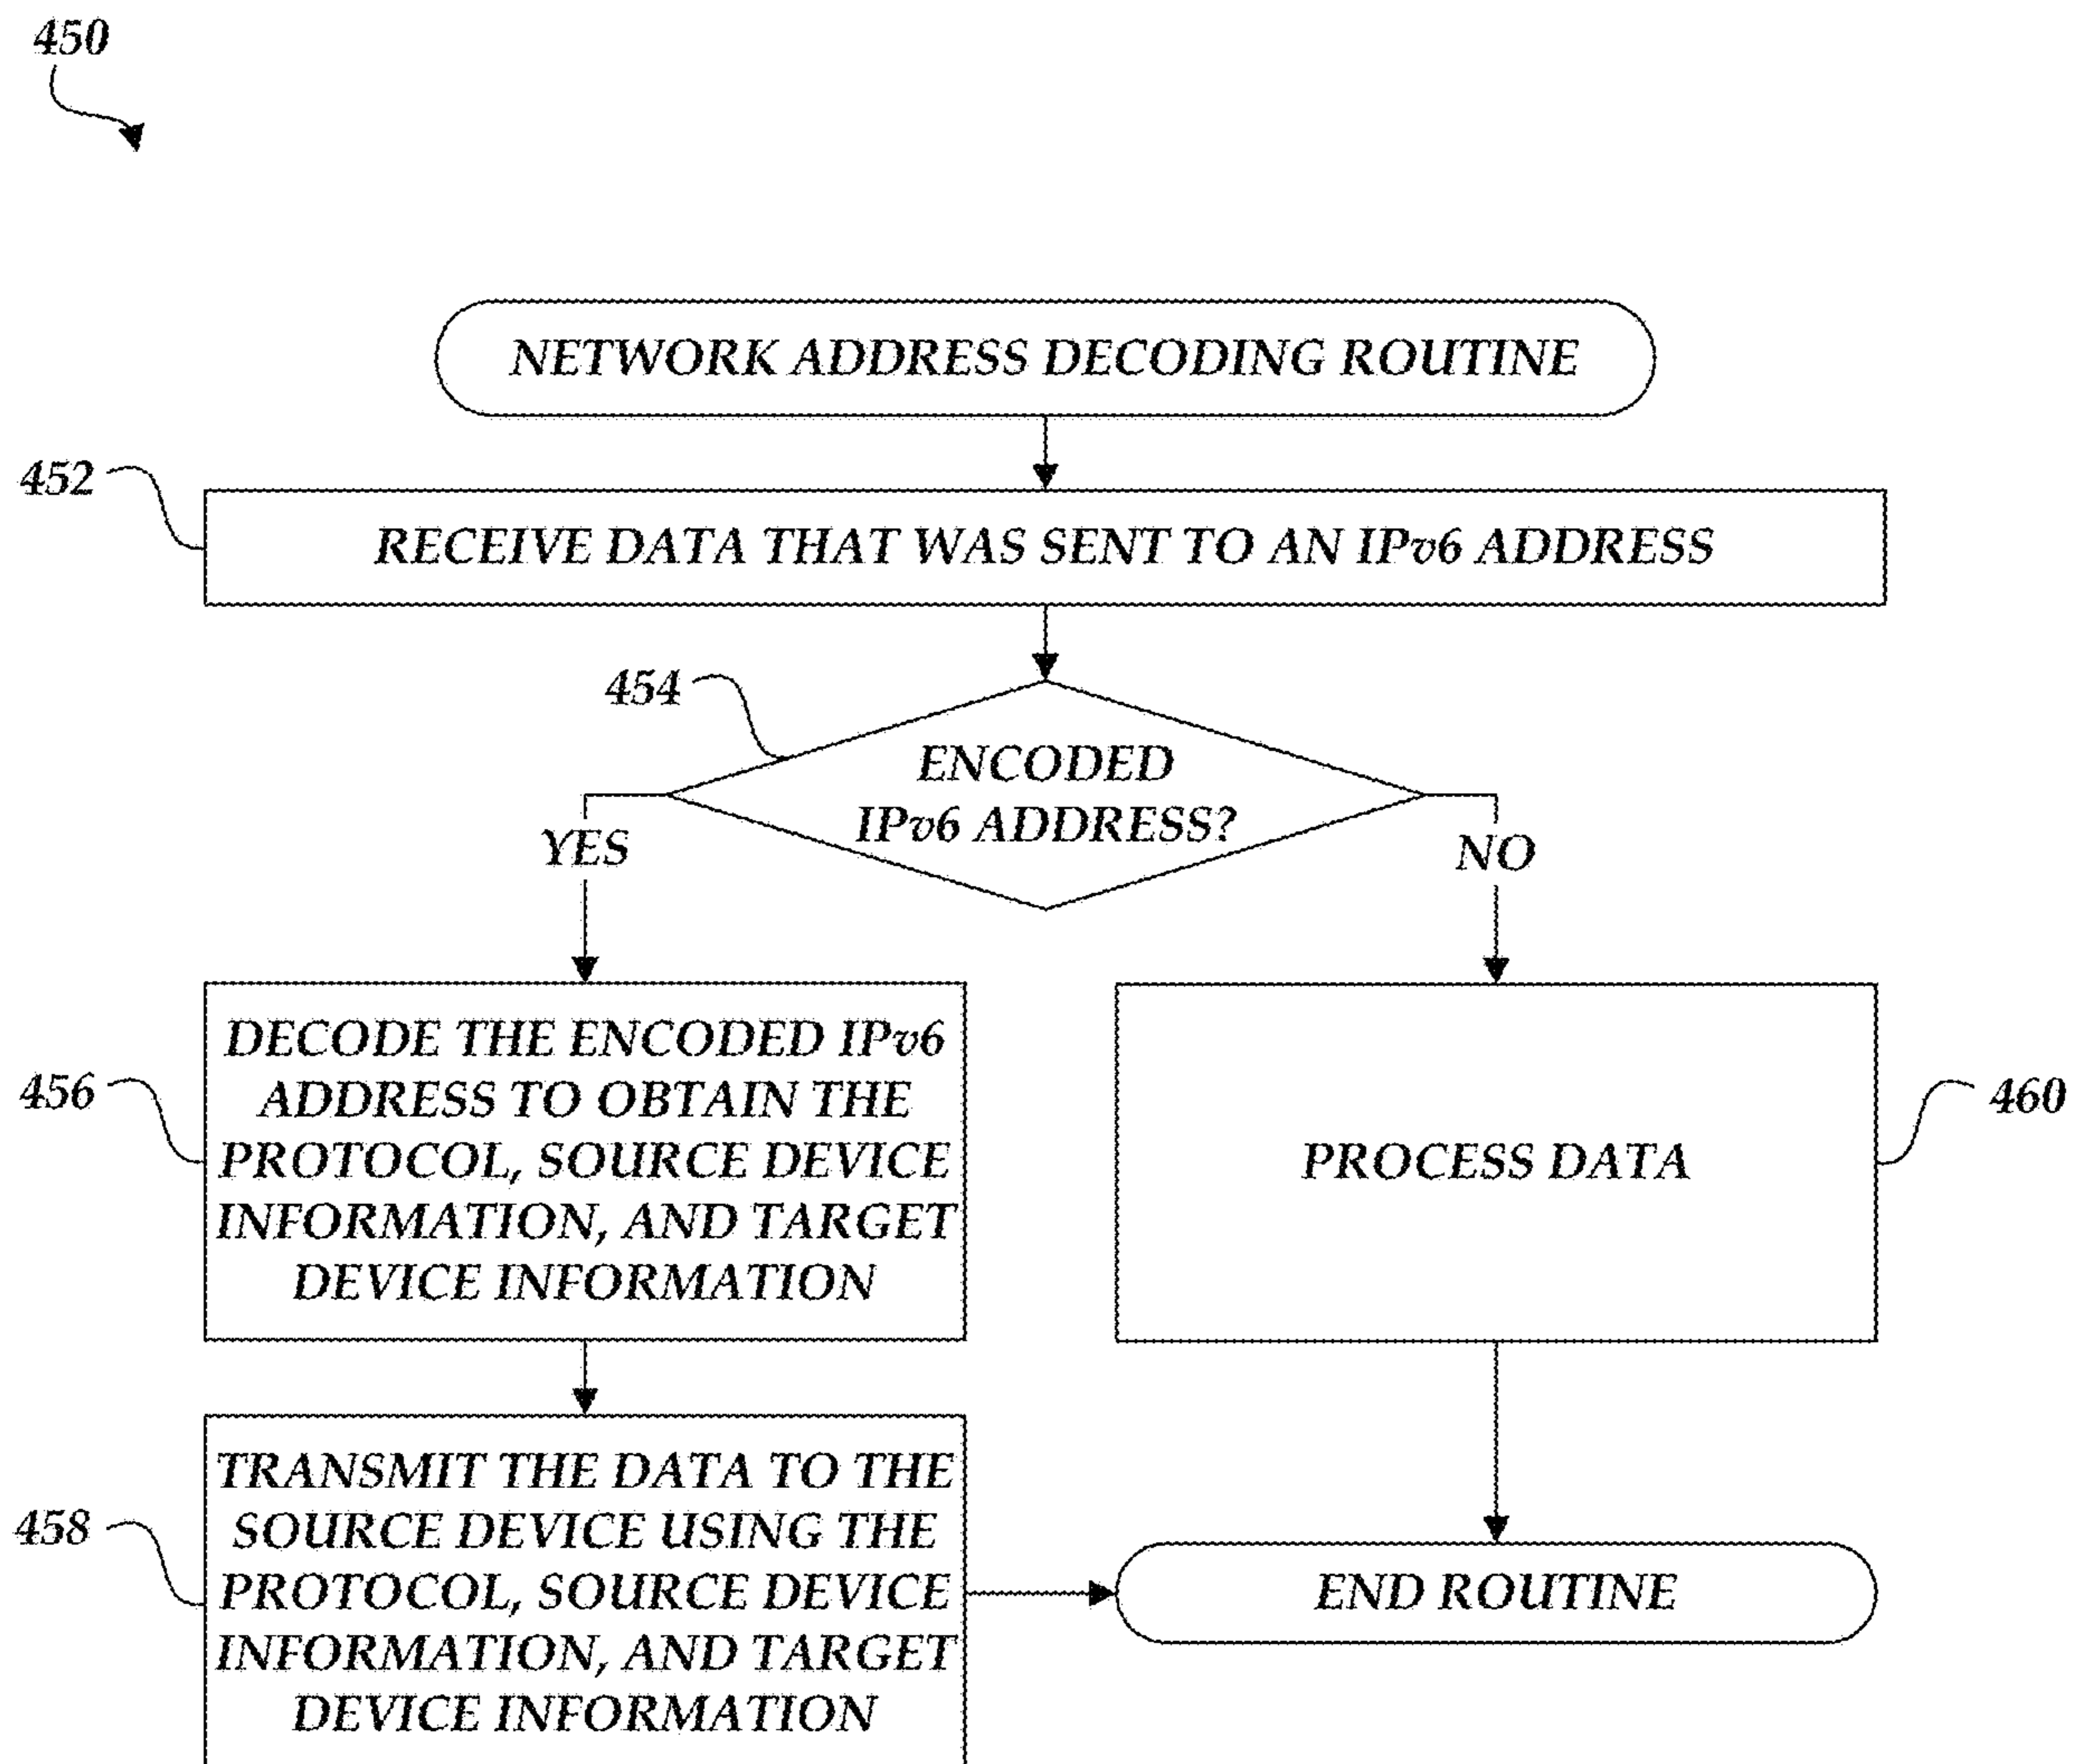 450
NETWORK ADDRESS DECODING ROUTINE
452
RECEIVE DATA THAT WAS SENT TO AN IPv6 ADDRESS
454
ENCODED
IPv6 ADDRESS?
YES
NO
DECODE THE ENCODED IPv6
ADDRESS TO OBTAIN THE
PROTOCOL, SOURCE DEVICE
INFORMATION, AND TARGET
DEVICE INFORMATION
456
PROCESS DATA
460
TRANSMIT THE DATA TO THE
SOURCE DEVICE USING THE
PROTOCOL, SOURCE DEVICE
INFORMATION, AND TARGET
DEVICE INFORMATION
458
END ROUTINE